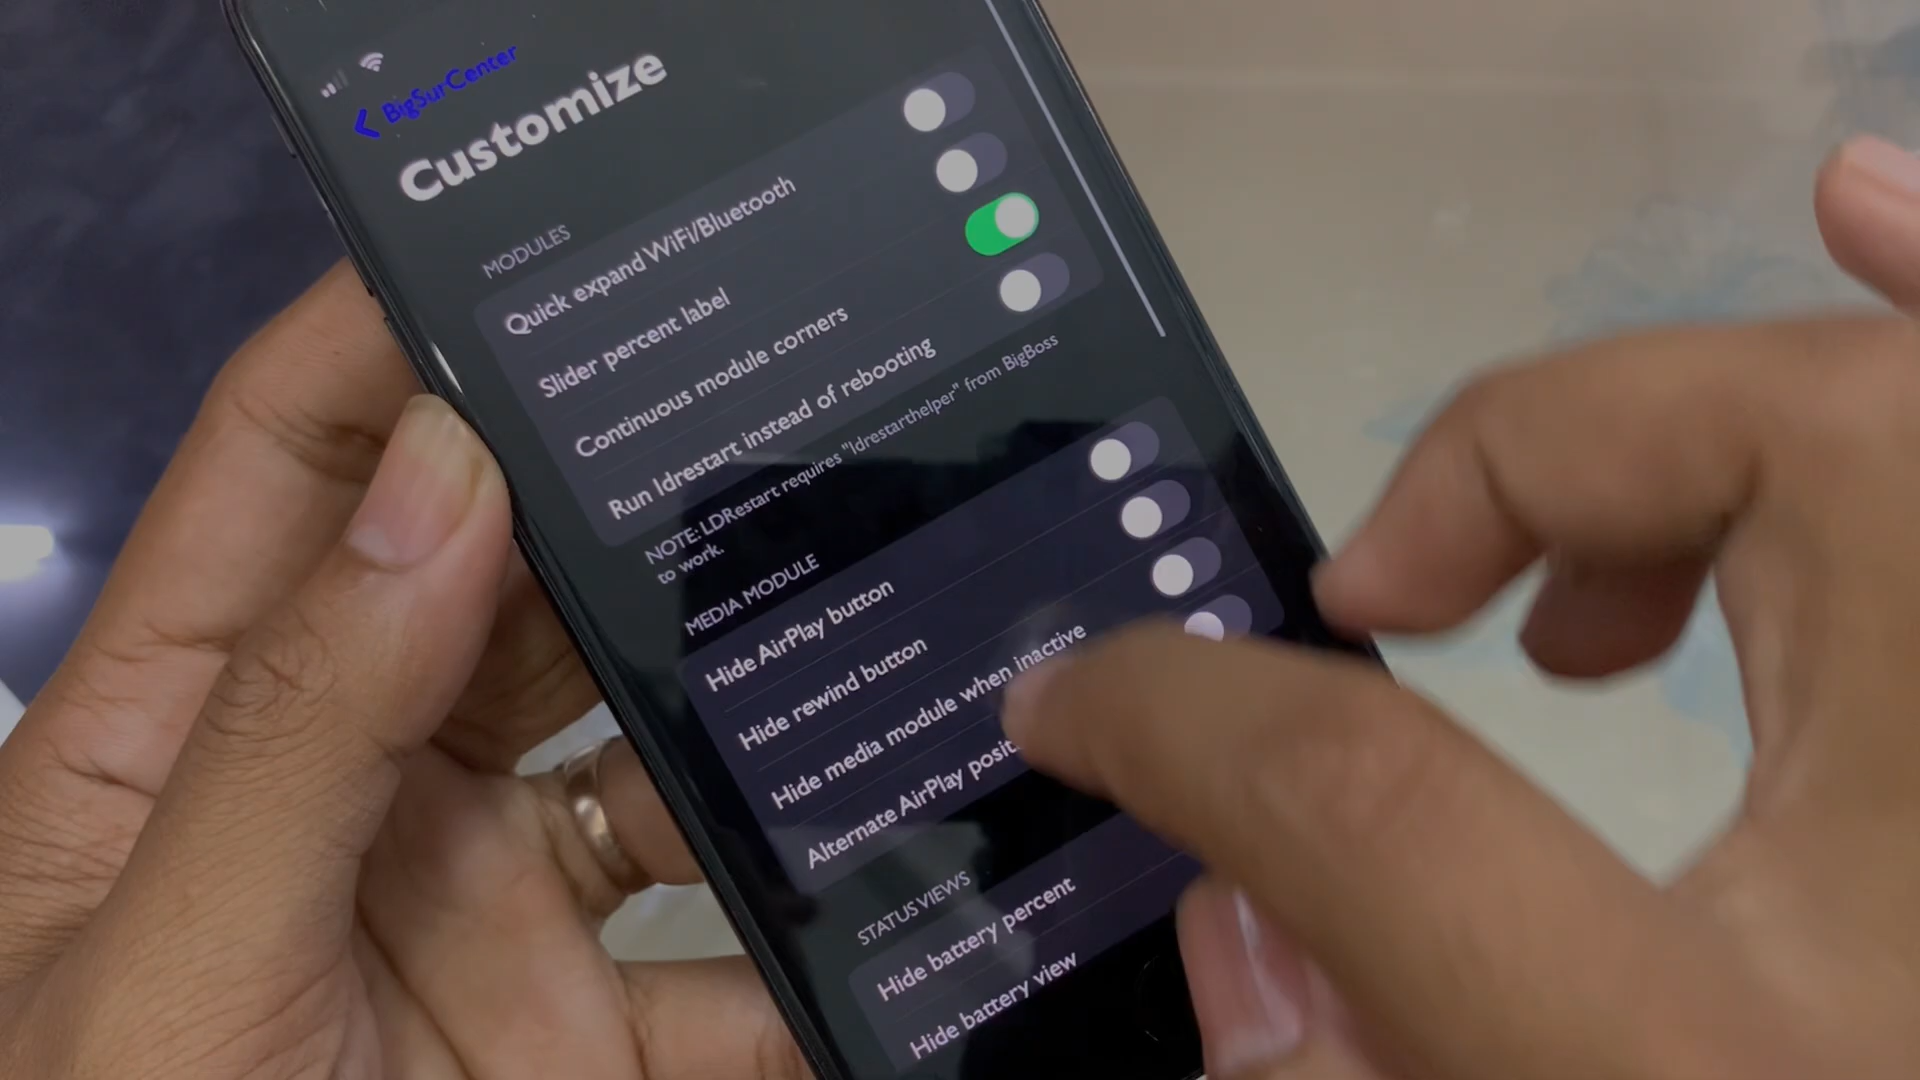 BigSurCenter
Customize
MODULES
Quick expand WiFi/Bluetooth
Slider percent label
Continuous module corners
Run ldrestart instead of rebooting
NOTE: LDRestart requires "ldrestarthelper" from BigBoss
to work.
MEDIA MODULE
Hide AirPlay button
Hide rewind button
Hide media module when inactive
Alternate AirPlay
STATUS VIEWS
Hide battery percent
Hide battery view